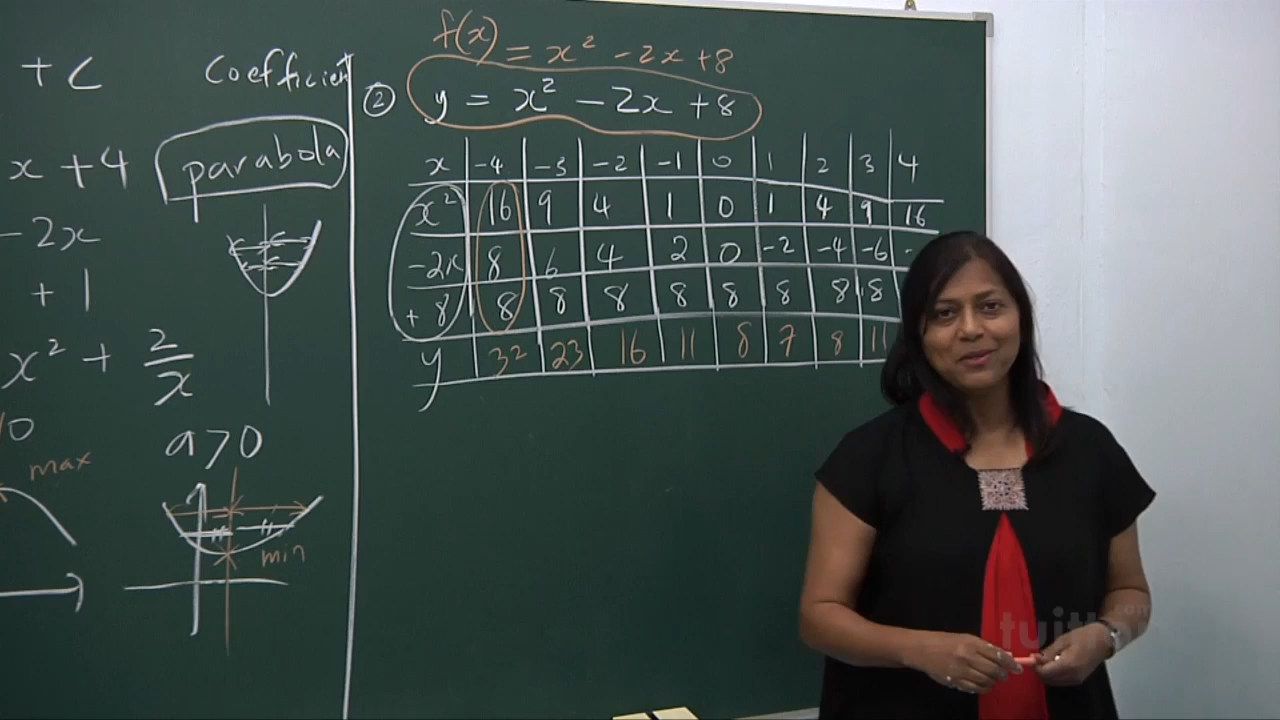 + C
Coefficient
x + 4
parabola
- 2x
+ 1
x² + 2/x
a > 0
max
min
f(x) = x² - 2x + 8
② y = x² - 2x + 8
x -4 -3 -2 -1 0 1 2 3 4
x² 16 9 4 1 0 1 4 9 16
-2x 8 6 4 2 0 -2 -4 -6 -
+ 8 8 8 8 8 8 8 8 8
y 32 23 16 11 8 7 8 11